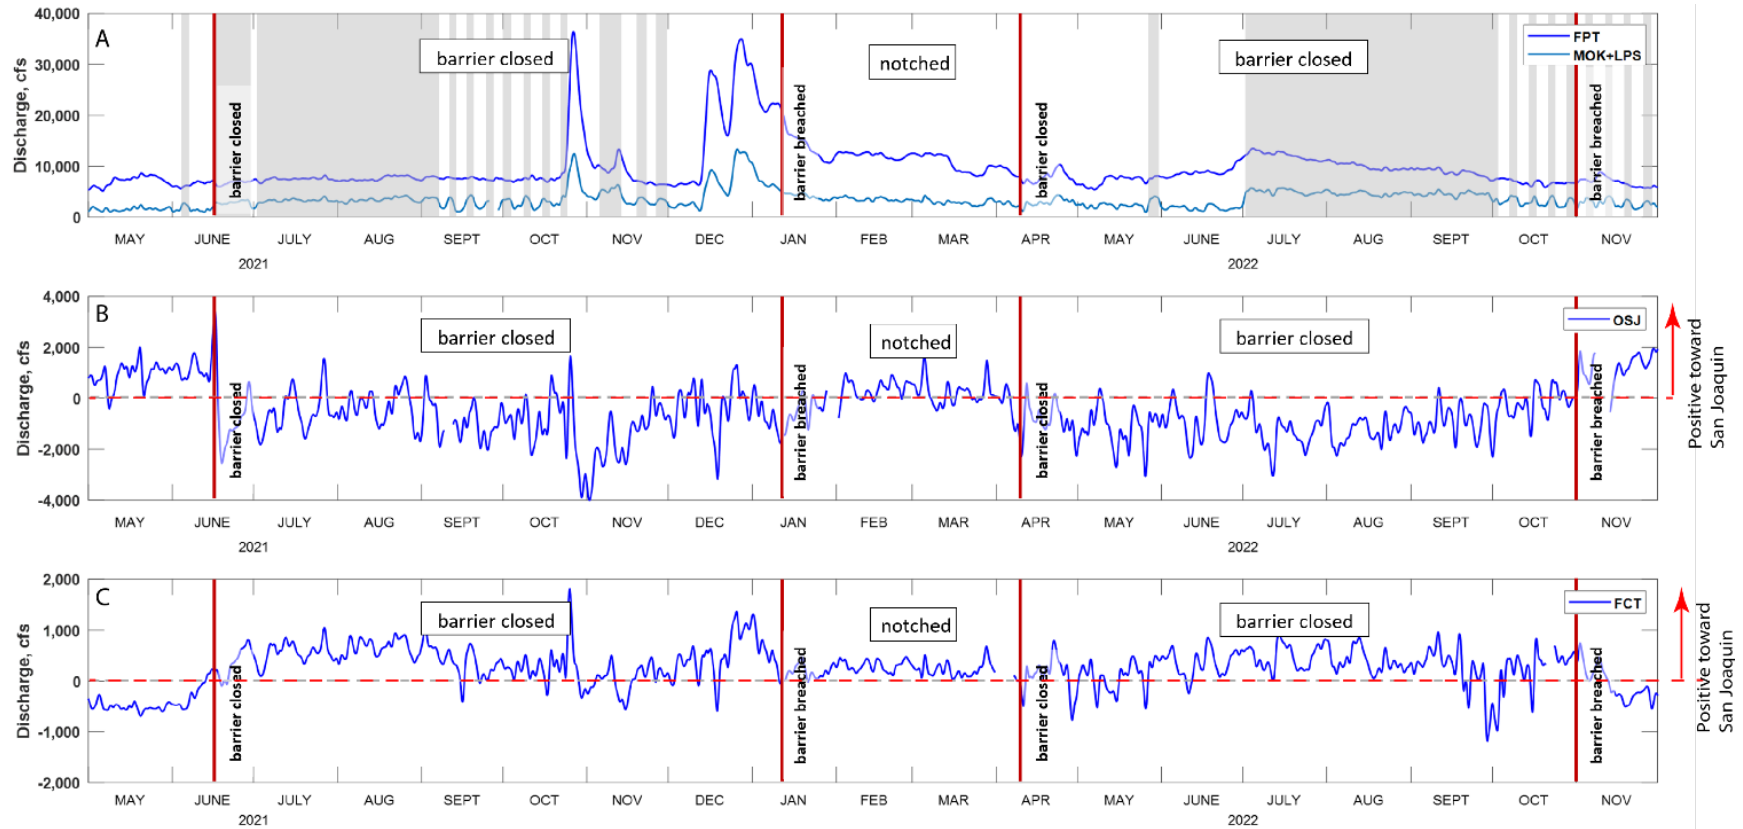 A
40,000
30,000
20,000
10,000
0
Discharge, cfs
barrier closed
notched
barrier closed
FPT
MOK+LPS
barrier closed
barrier breached
barrier closed
barrier breached
MAY JUNE JULY AUG SEPT OCT NOV DEC JAN FEB MAR APR MAY JUNE JULY AUG SEPT OCT NOV
2021 2022
B
4,000
2,000
0
-2,000
-4,000
Discharge, cfs
barrier closed
notched
barrier closed
OSJ
barrier closed
barrier breached
barrier closed
barrier breached
Positive toward
San Joaquin
MAY JUNE JULY AUG SEPT OCT NOV DEC JAN FEB MAR APR MAY JUNE JULY AUG SEPT OCT NOV
2021 2022
C
2,000
1,000
0
-1,000
-2,000
Discharge, cfs
barrier closed
notched
barrier closed
FCT
barrier closed
barrier breached
barrier closed
barrier breached
Positive toward
San Joaquin
MAY JUNE JULY AUG SEPT OCT NOV DEC JAN FEB MAR APR MAY JUNE JULY AUG SEPT OCT NOV
2021 2022